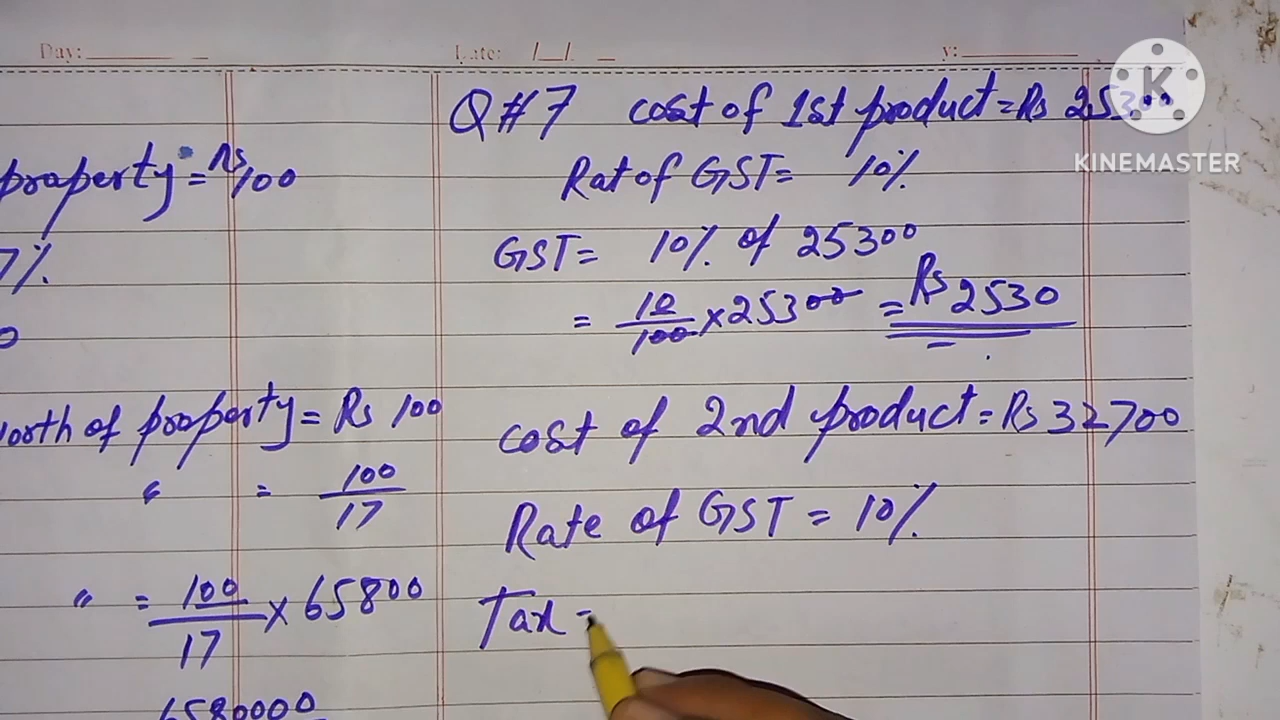 Day: Date: / / y:
Q#7 cost of 1st product = Rs 25300
KINEMASTER
property = Rs 100
Rat of GST = 10%
7%
GST = 10% of 25300
0
= 10/100 × 25300 = Rs 2530
worth of property = Rs 100
" = 100/17
" = 100/17 × 65800
6580000
cost of 2nd product = Rs 32700
Rate of GST = 10%
Tax =